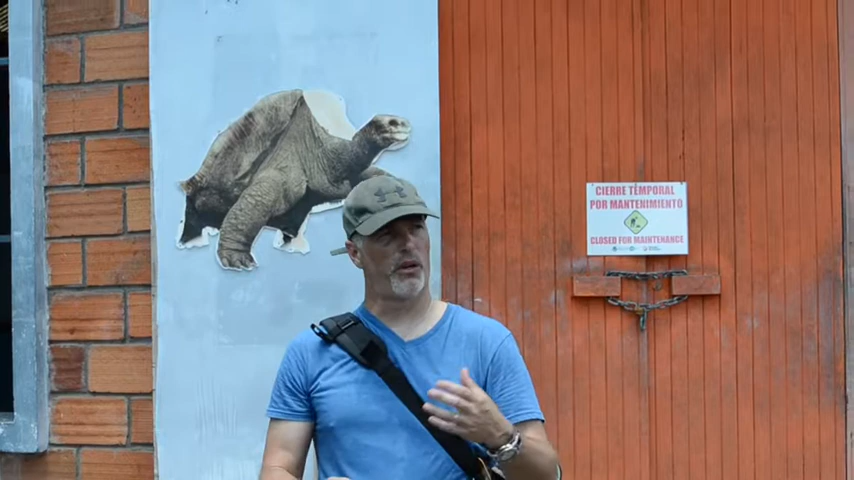 CIERRE TEMPORAL
POR MANTENIMIENTO
CLOSED FOR MAINTENANCE